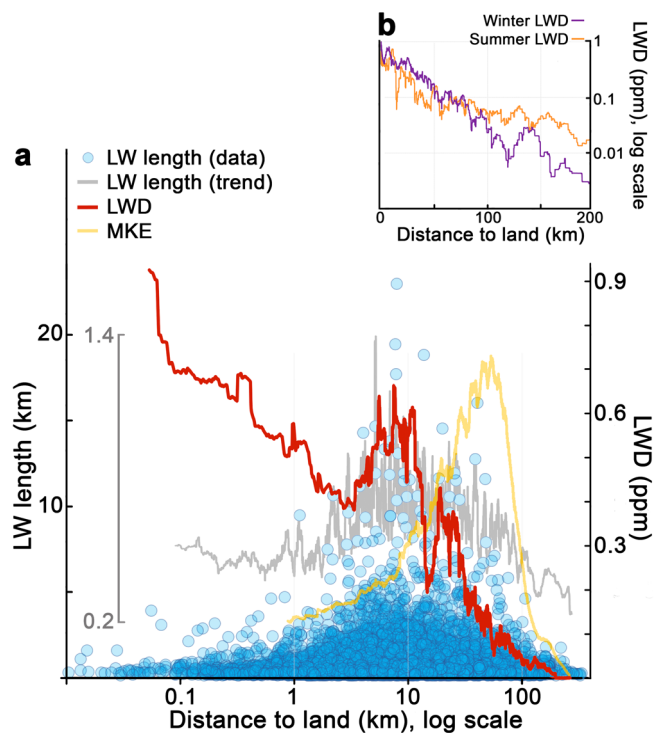 b
Winter LWD
Summer LWD
1
0.1
0.01
LWD (ppm), log scale
0
100
200
Distance to land (km)
a
LW length (data)
LW length (trend)
LWD
MKE
20
10
LW length (km)
1.4
0.2
0.9
0.6
0.3
LWD (ppm)
0.1
1
10
100
Distance to land (km), log scale